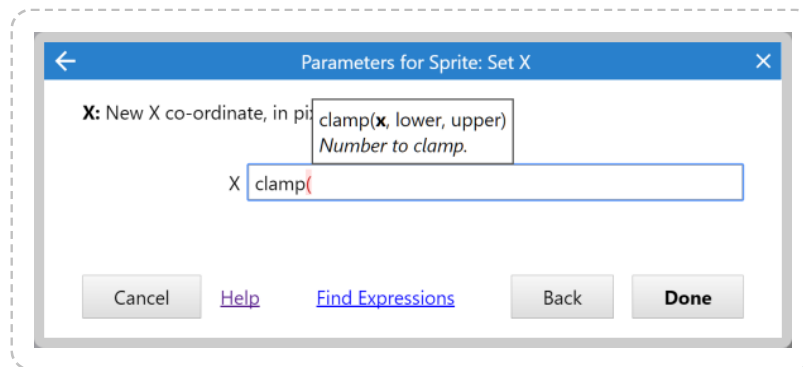 Parameters for Sprite: Set X
X: New X co-ordinate, in pi
clamp(x, lower, upper)
Number to clamp.
X clamp(
Cancel Help Find Expressions Back Done